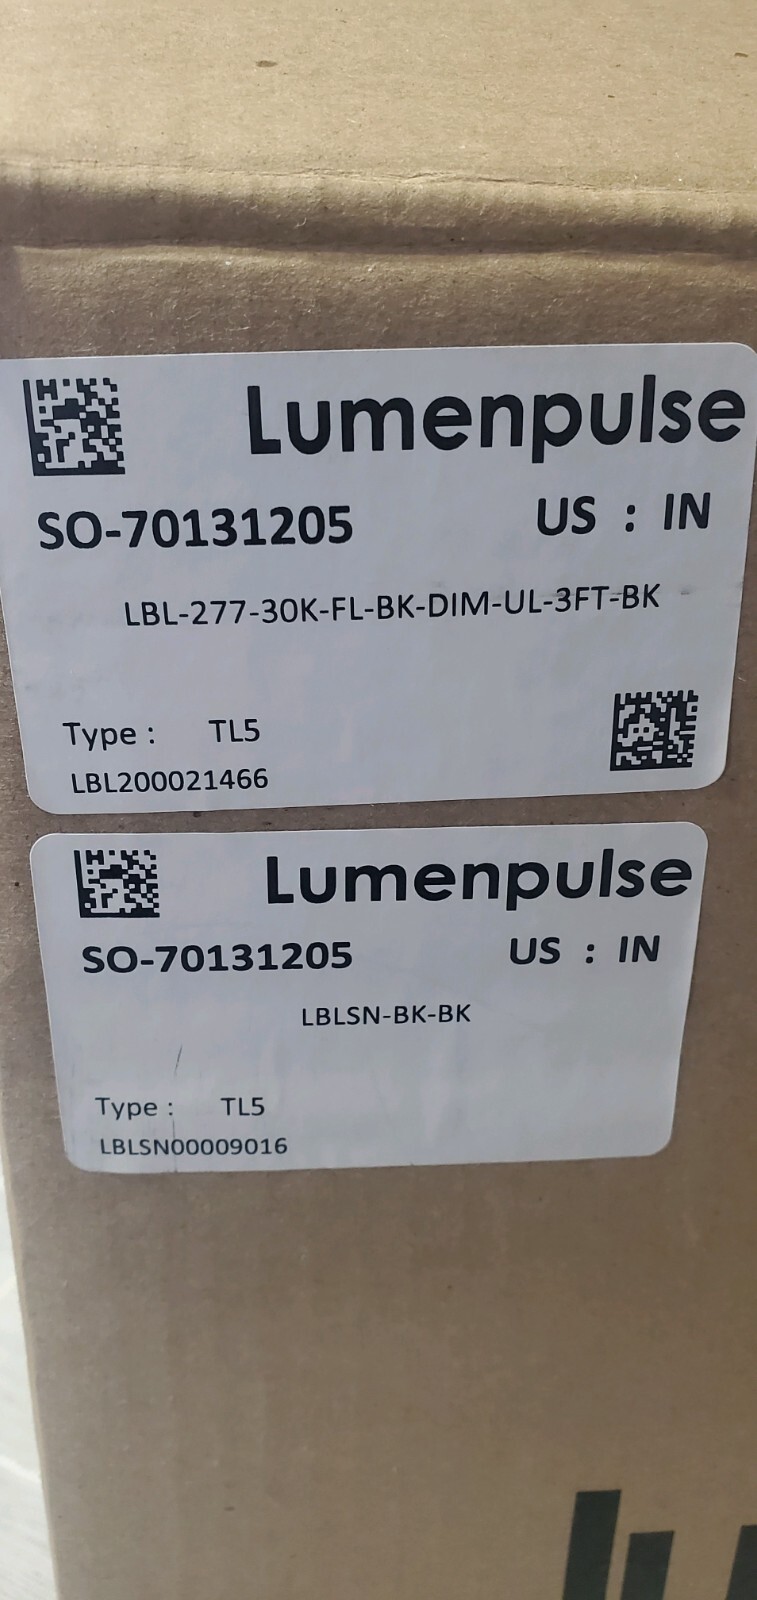 Lumenpulse
SO-70131205 US : IN
LBL-277-30K-FL-BK-DIM-UL-3FT-BK
Type : TL5
LBL200021466
Lumenpulse
SO-70131205 US : IN
LBLSN-BK-BK
Type : TL5
LBLSN00009016